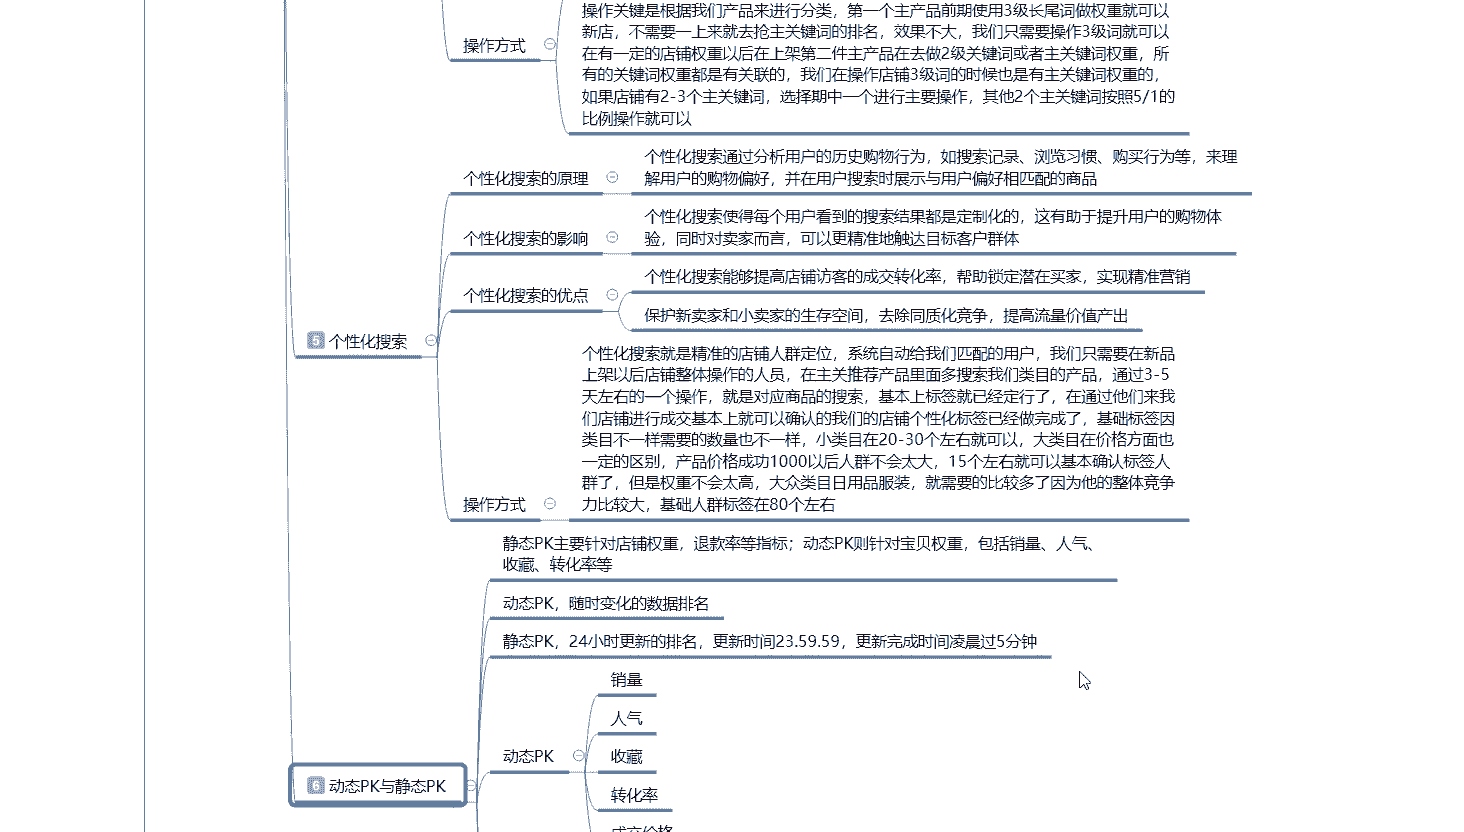 操作关键是根据我们产品来进行分类，第一个主产品前期使用3级长尾词做权重就可以
新店，不需要一上来就去抢主关键词的排名，效果不大，我们只需要操作3级词就可以
操作方式
在有一定的店铺权重以后在上架第二件主产品在去做2级关键词或者主关键词权重，所
有的关键词权重都是有关联的，我们在操作店铺3级词的时候也是有主关键词权重的，
如果店铺有2-3个主关键词，选择期中一个进行主要操作，其他2个主关键词按照5/1的
比例操作就可以
个性化搜索的原理
个性化搜索通过分析用户的历史购物行为，如搜索记录、浏览习惯、购买行为等，来理
解用户的购物偏好，并在用户搜索时展示与用户偏好相匹配的商品
个性化搜索的影响
个性化搜索使得每个用户看到的搜索结果都是定制化的，这有助于提升用户的购物体
验，同时对卖家而言，可以更精准地触达目标客户群体
个性化搜索的优点
个性化搜索能够提高店铺访客的成交转化率，帮助锁定潜在买家，实现精准营销
保护新卖家和小卖家的生存空间，去除同质化竞争，提高流量价值产出
5 个性化搜索
个性化搜索就是精准的店铺人群定位，系统自动给我们匹配的用户，我们只需要在新品
上架以后店铺整体操作的人员，在主关推荐产品里面多搜索我们类目的产品，通过3-5
天左右的一个操作，就是对应商品的搜索，基本上标签就已经定行了，在通过他们来我
们店铺进行成交基本上就可以确认的我们的店铺个性化标签已经做完成了，基础标签因
类目不一样需要的数量也不一样，小类目在20-30个左右就可以，大类目在价格方面也
一定的区别，产品价格成功1000以后人群不会太大，15个左右就可以基本确认标签人
群了，但是权重不会太高，大众类目日用品服装，就需要的比较多了因为他的整体竞争
力比较大，基础人群标签在80个左右
操作方式
静态PK主要针对店铺权重，退款率等指标；动态PK则针对宝贝权重，包括销量、人气、
收藏、转化率等
动态PK，随时变化的数据排名
静态PK，24小时更新的排名，更新时间23.59.59，更新完成时间凌晨过5分钟
销量
人气
动态PK
收藏
6 动态PK与静态PK
转化率
成交价格